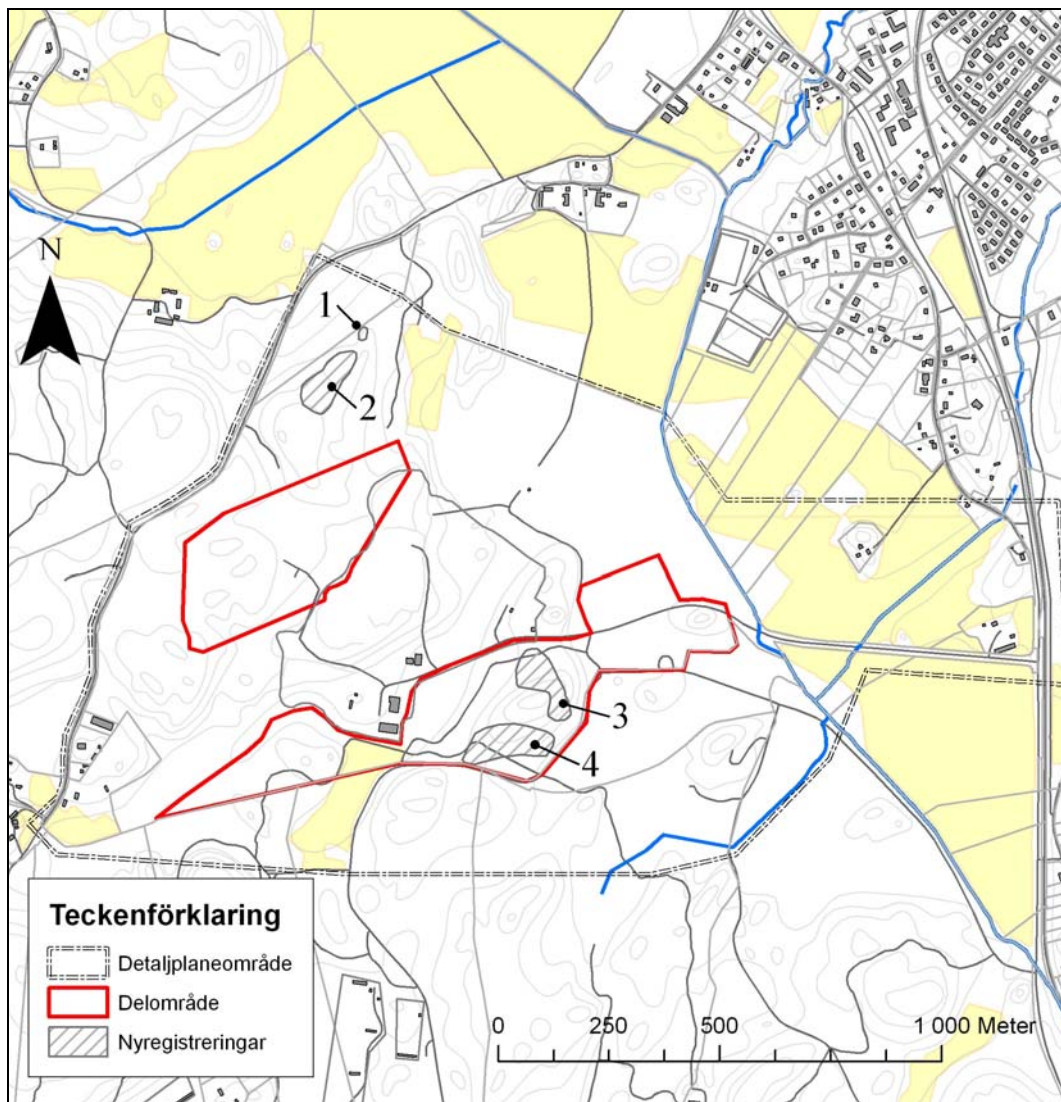 N
1
2
3
4
Teckenförklaring
Detaljplaneområde
Delområde
Nyregistreringar
0 250 500 1 000 Meter